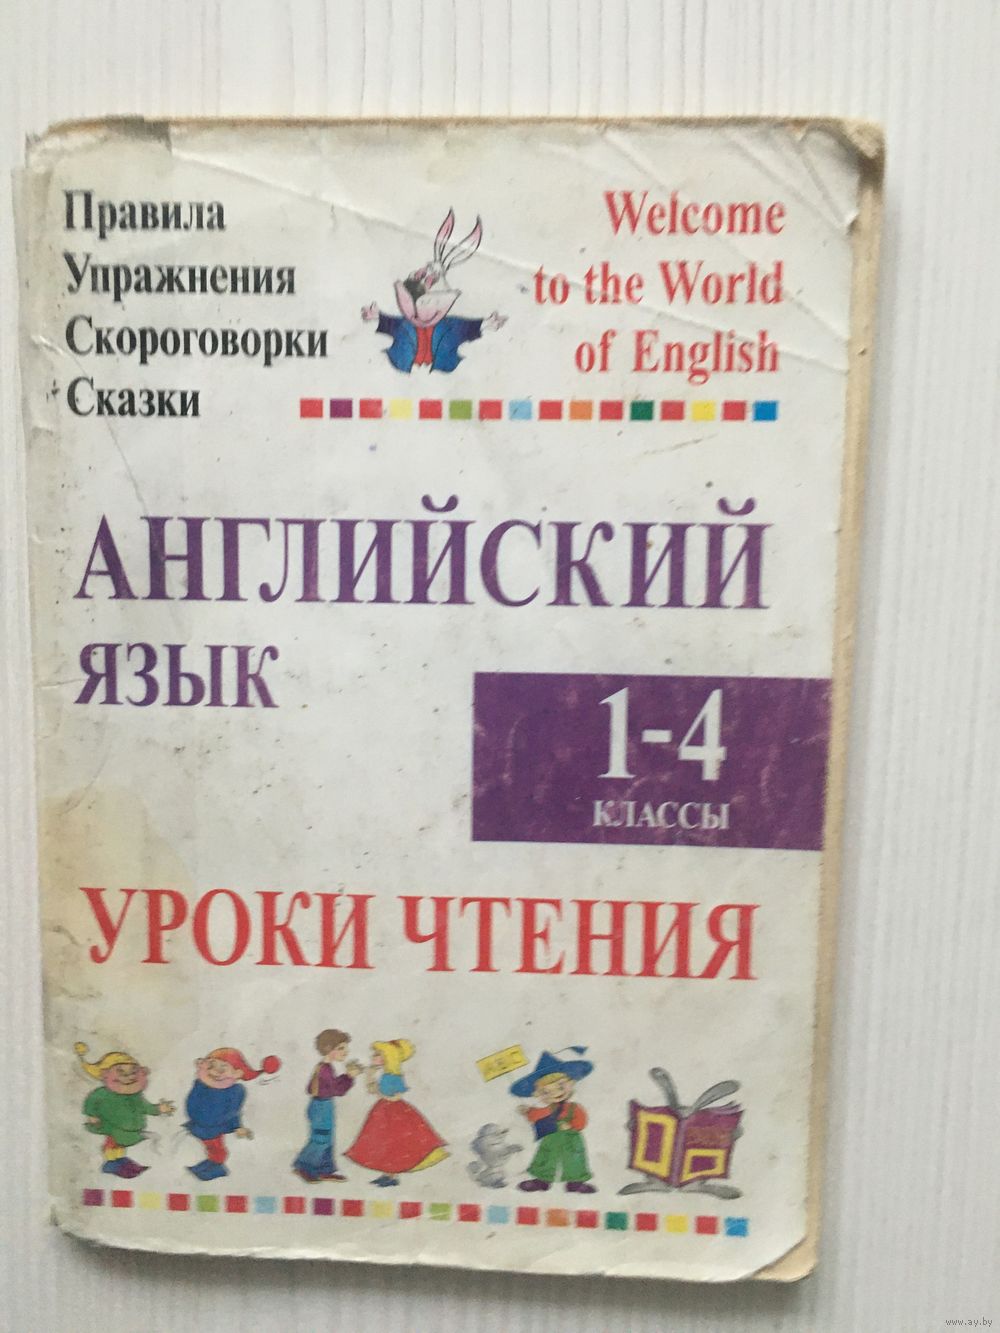 Правила
Упражнения
Скороговорки
Сказки
Welcome
to the World
of English
АНГЛИЙСКИЙ
ЯЗЫК
1-4
КЛАССЫ
УРОКИ ЧТЕНИЯ
ABC
www.ay.by